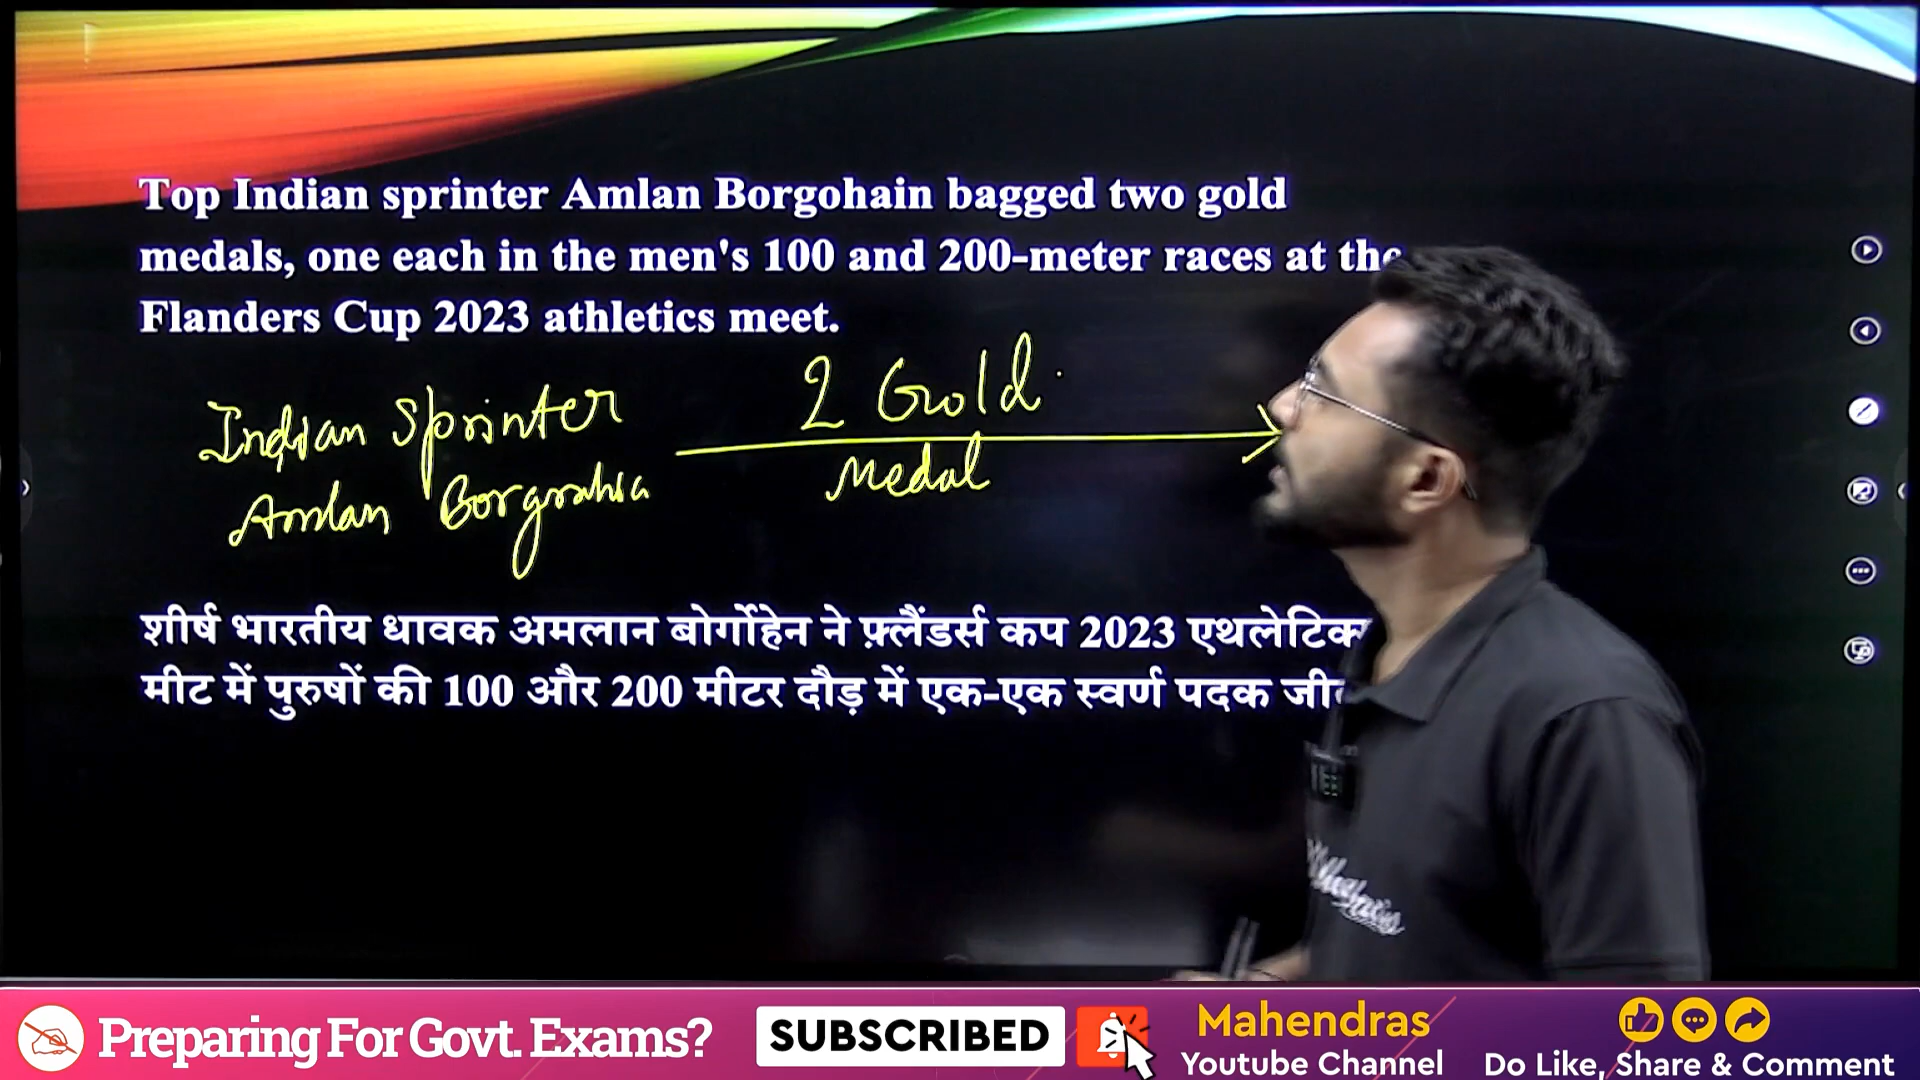 Top Indian sprinter Amlan Borgohain bagged two gold
medals, one each in the men's 100 and 200-meter races at the
Flanders Cup 2023 athletics meet.
2 Gold
Indian Sprinter
Medal
Amlan
शीर्ष भारतीय धावक अमलान बोर्गोहेन ने फ़्लैंडर्स कप 2023
मीट में पुरुषों की 100 और 200 मीटर दौड़ में एक-एक स्वर्ण पदक
Preparing For Govt. Exams?
SUBSCRIBED
Mahendras
Youtube Channel
Do Like, Share & Comment